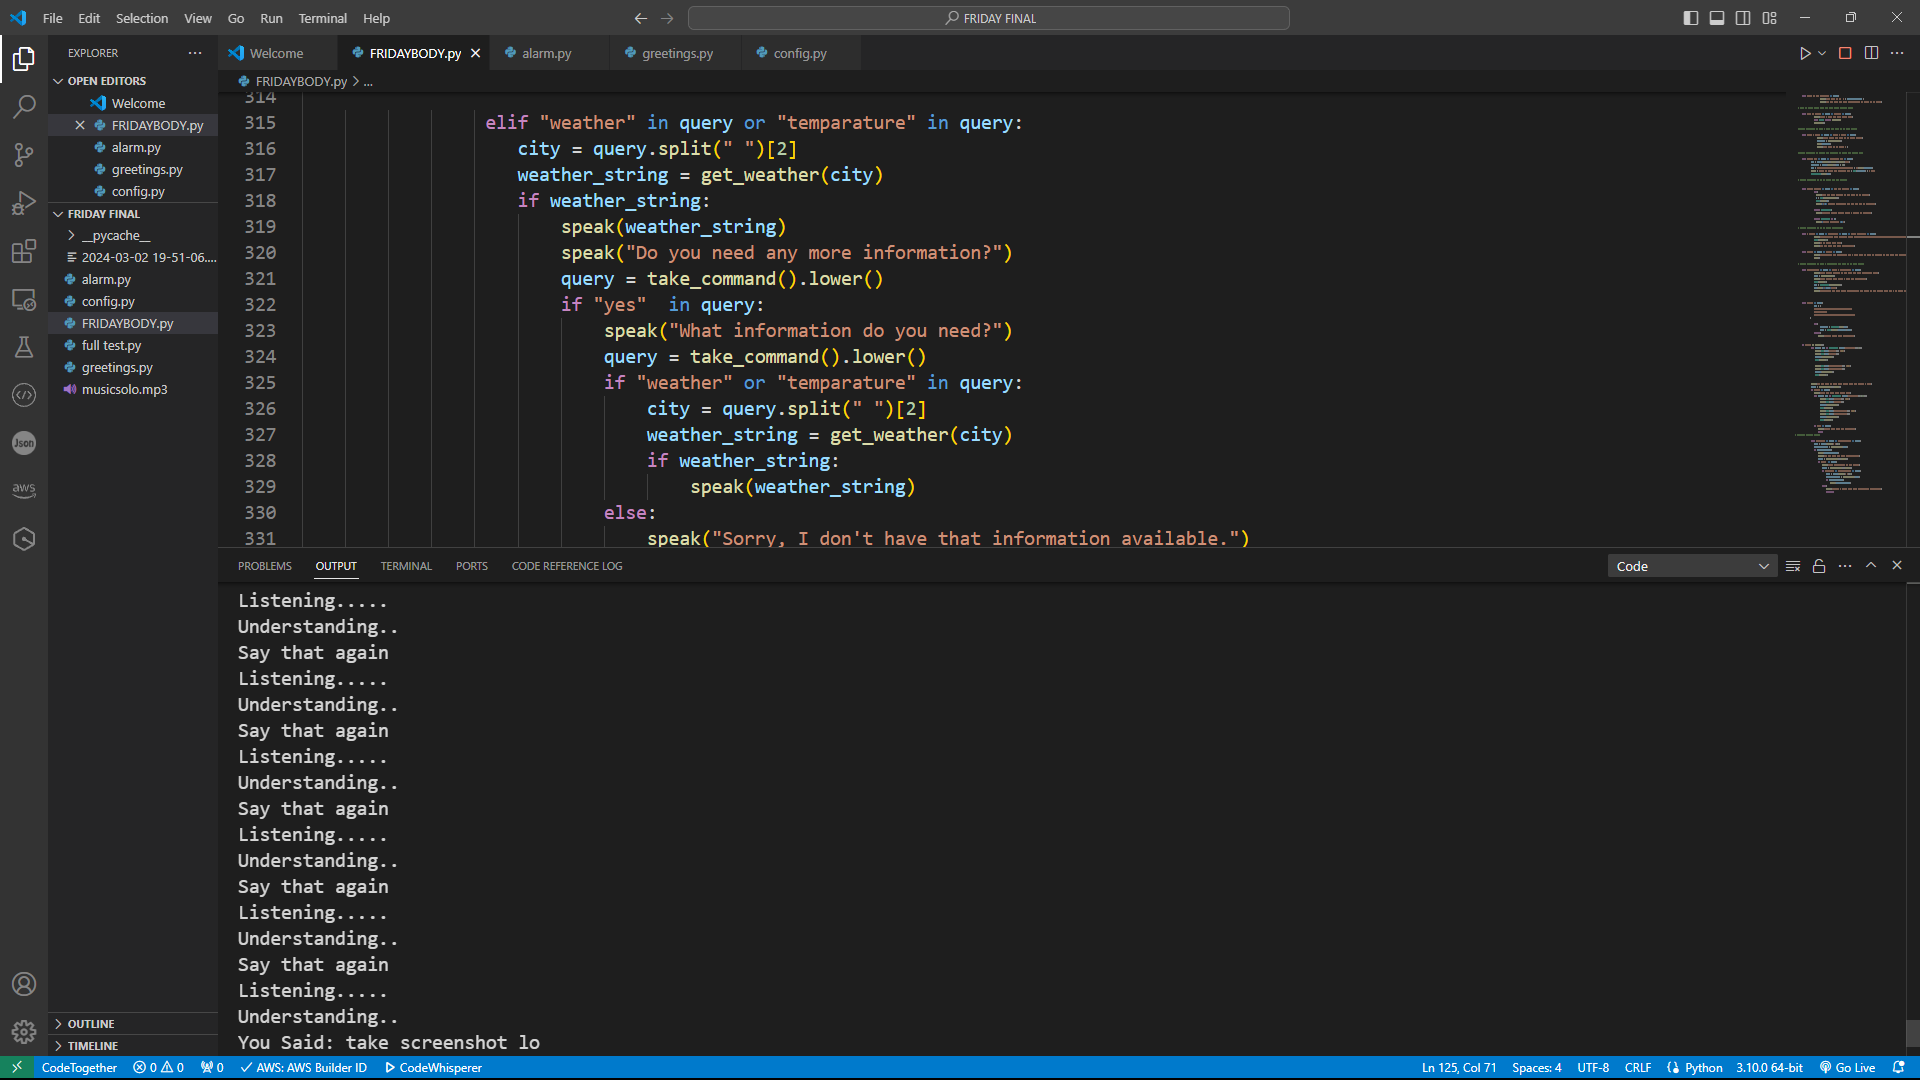 File Edit Selection View Go Run Terminal Help
FRIDAY FINAL
EXPLORER
OPEN EDITORS
Welcome
FRIDAYBODY.py
alarm.py
greetings.py
config.py
FRIDAY FINAL
__pycache__
2024-03-02 19-51-06....
alarm.py
config.py
FRIDAYBODY.py
full test.py
greetings.py
musicsolo.mp3
OUTLINE
TIMELINE
Json
aws
Welcome FRIDAYBODY.py alarm.py greetings.py config.py
FRIDAYBODY.py > ...
314
315 elif "weather" in query or "temparature" in query:
316 city = query.split(" ")[2]
317 weather_string = get_weather(city)
318 if weather_string:
319 speak(weather_string)
320 speak("Do you need any more information?")
321 query = take_command().lower()
322 if "yes"  in query:
323 speak("What information do you need?")
324 query = take_command().lower()
325 if "weather" or "temparature" in query:
326 city = query.split(" ")[2]
327 weather_string = get_weather(city)
328 if weather_string:
329 speak(weather_string)
330 else:
331 speak("Sorry, I don't have that information available.")
PROBLEMS OUTPUT TERMINAL PORTS CODE REFERENCE LOG
Code
Listening.....
Understanding..
Say that again
Listening.....
Understanding..
Say that again
Listening.....
Understanding..
Say that again
Listening.....
Understanding..
Say that again
Listening.....
Understanding..
Say that again
Listening.....
Understanding..
You Said: take screenshot lo
CodeTogether 0 0 0 AWS: AWS Builder ID CodeWhisperer
Ln 125, Col 71 Spaces: 4 UTF-8 CRLF Python 3.10.0 64-bit Go Live